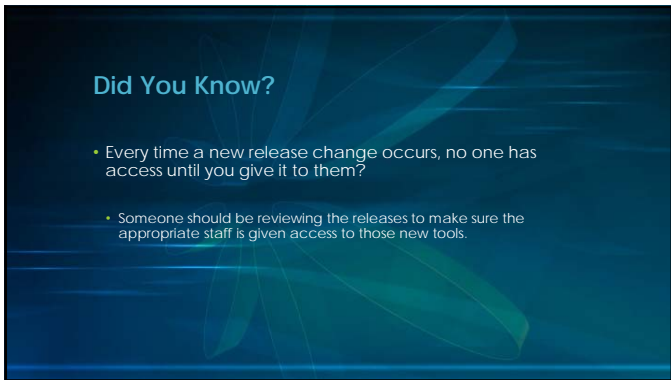 Did You Know?
• Every time a new release change occurs, no one has
access until you give it to them?
• Someone should be reviewing the releases to make sure the
appropriate staff is given access to those new tools.